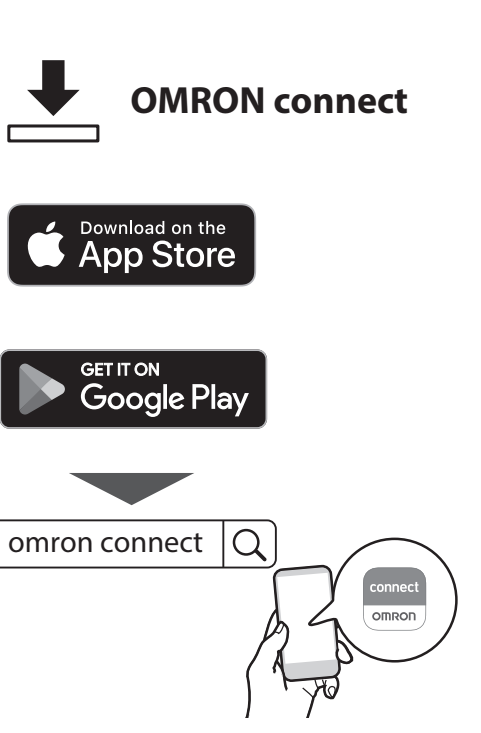 OMRON connect
Download on the
App Store
GET IT ON
Google Play
omron connect
connect
OMRON